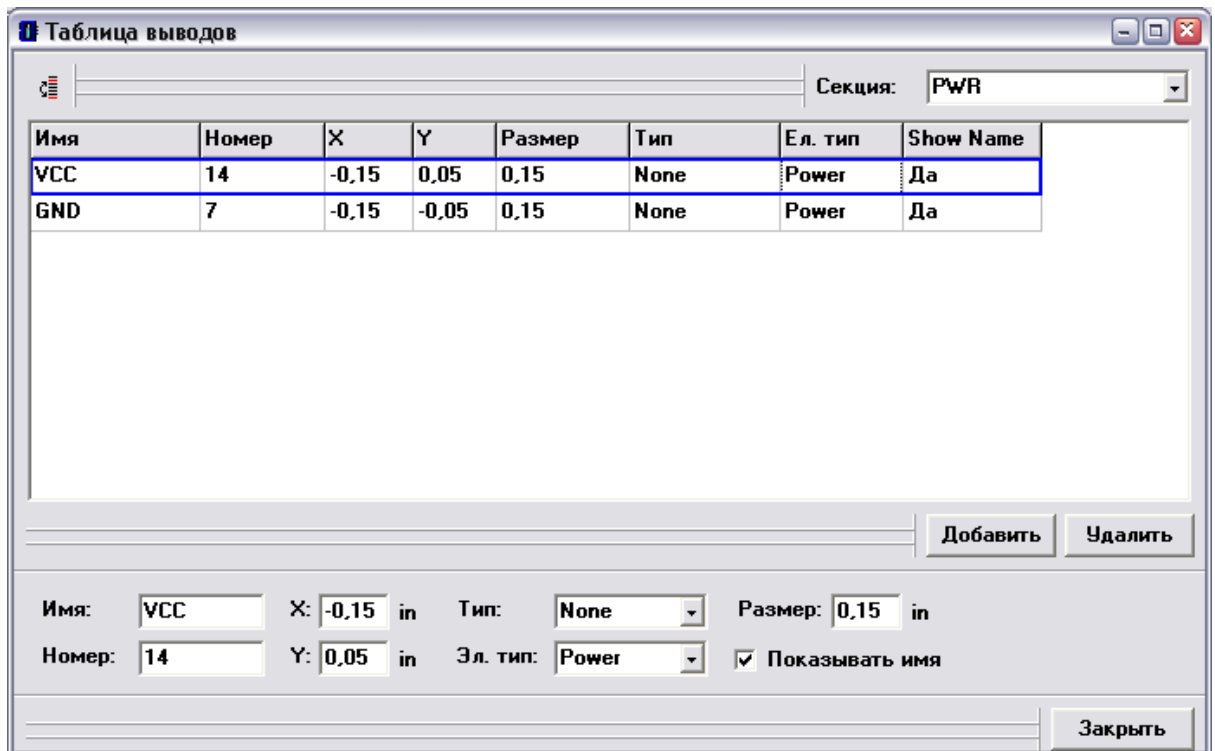 Таблица выводов
Секция: PWR
Имя Номер X Y Размер Тип Ел. тип Show Name
VCC 14 -0,15 0,05 0,15 None Power Да
GND 7 -0,15 -0,05 0,15 None Power Да
Добавить Удалить
Имя: VCC X: -0,15 in Тип: None Размер: 0,15 in
Номер: 14 Y: 0,05 in Эл. тип: Power Показывать имя
Закрыть